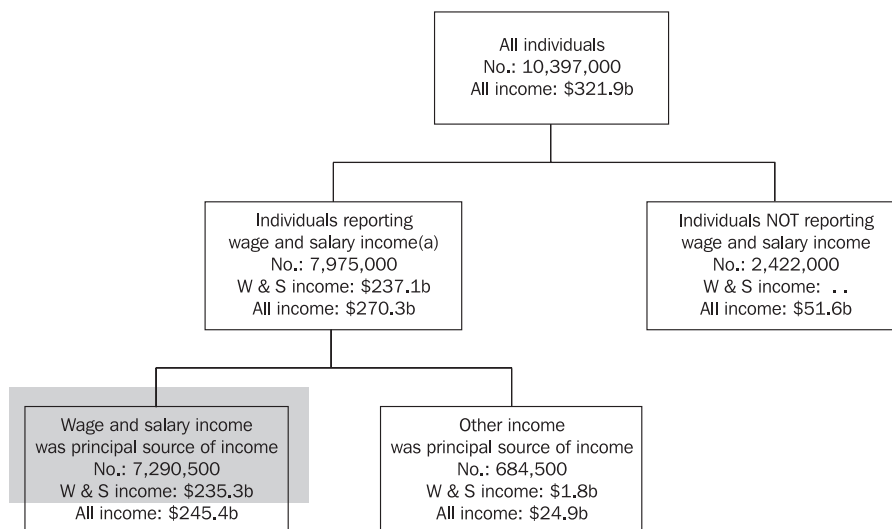 All individuals
No.: 10,397,000
All income: $321.9b
Individuals reporting
wage and salary income(a)
No.: 7,975,000
W & S income: $237.1b
All income: $270.3b
Individuals NOT reporting
wage and salary income
No.: 2,422,000
W & S income: . .
All income: $51.6b
Wage and salary income
was principal source of income
No.: 7,290,500
W & S income: $235.3b
All income: $245.4b
Other income
was principal source of income
No.: 684,500
W & S income: $1.8b
All income: $24.9b